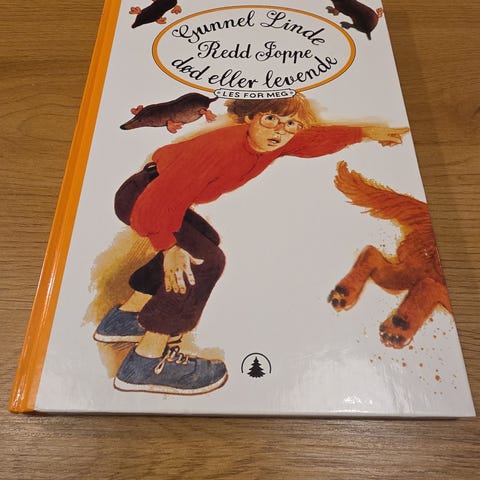 Gunnel Linde
Redd Joppe
død eller levende
LES FOR MEG